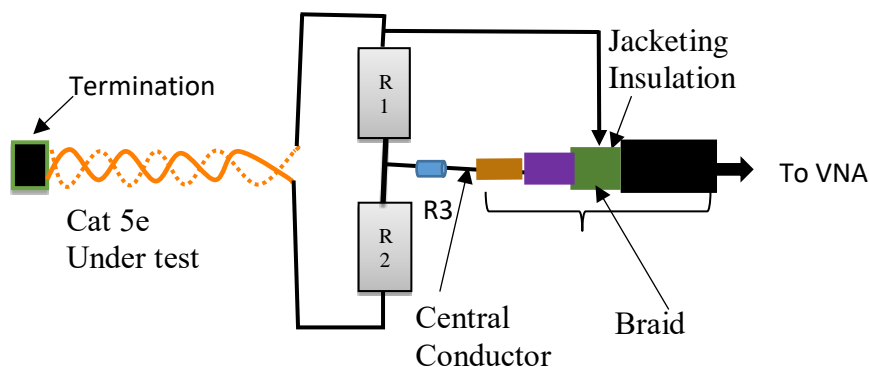 Termination
Cat 5e
Under test
R
1
R
2
R3
Central
Conductor
Jacketing
Insulation
Braid
To VNA